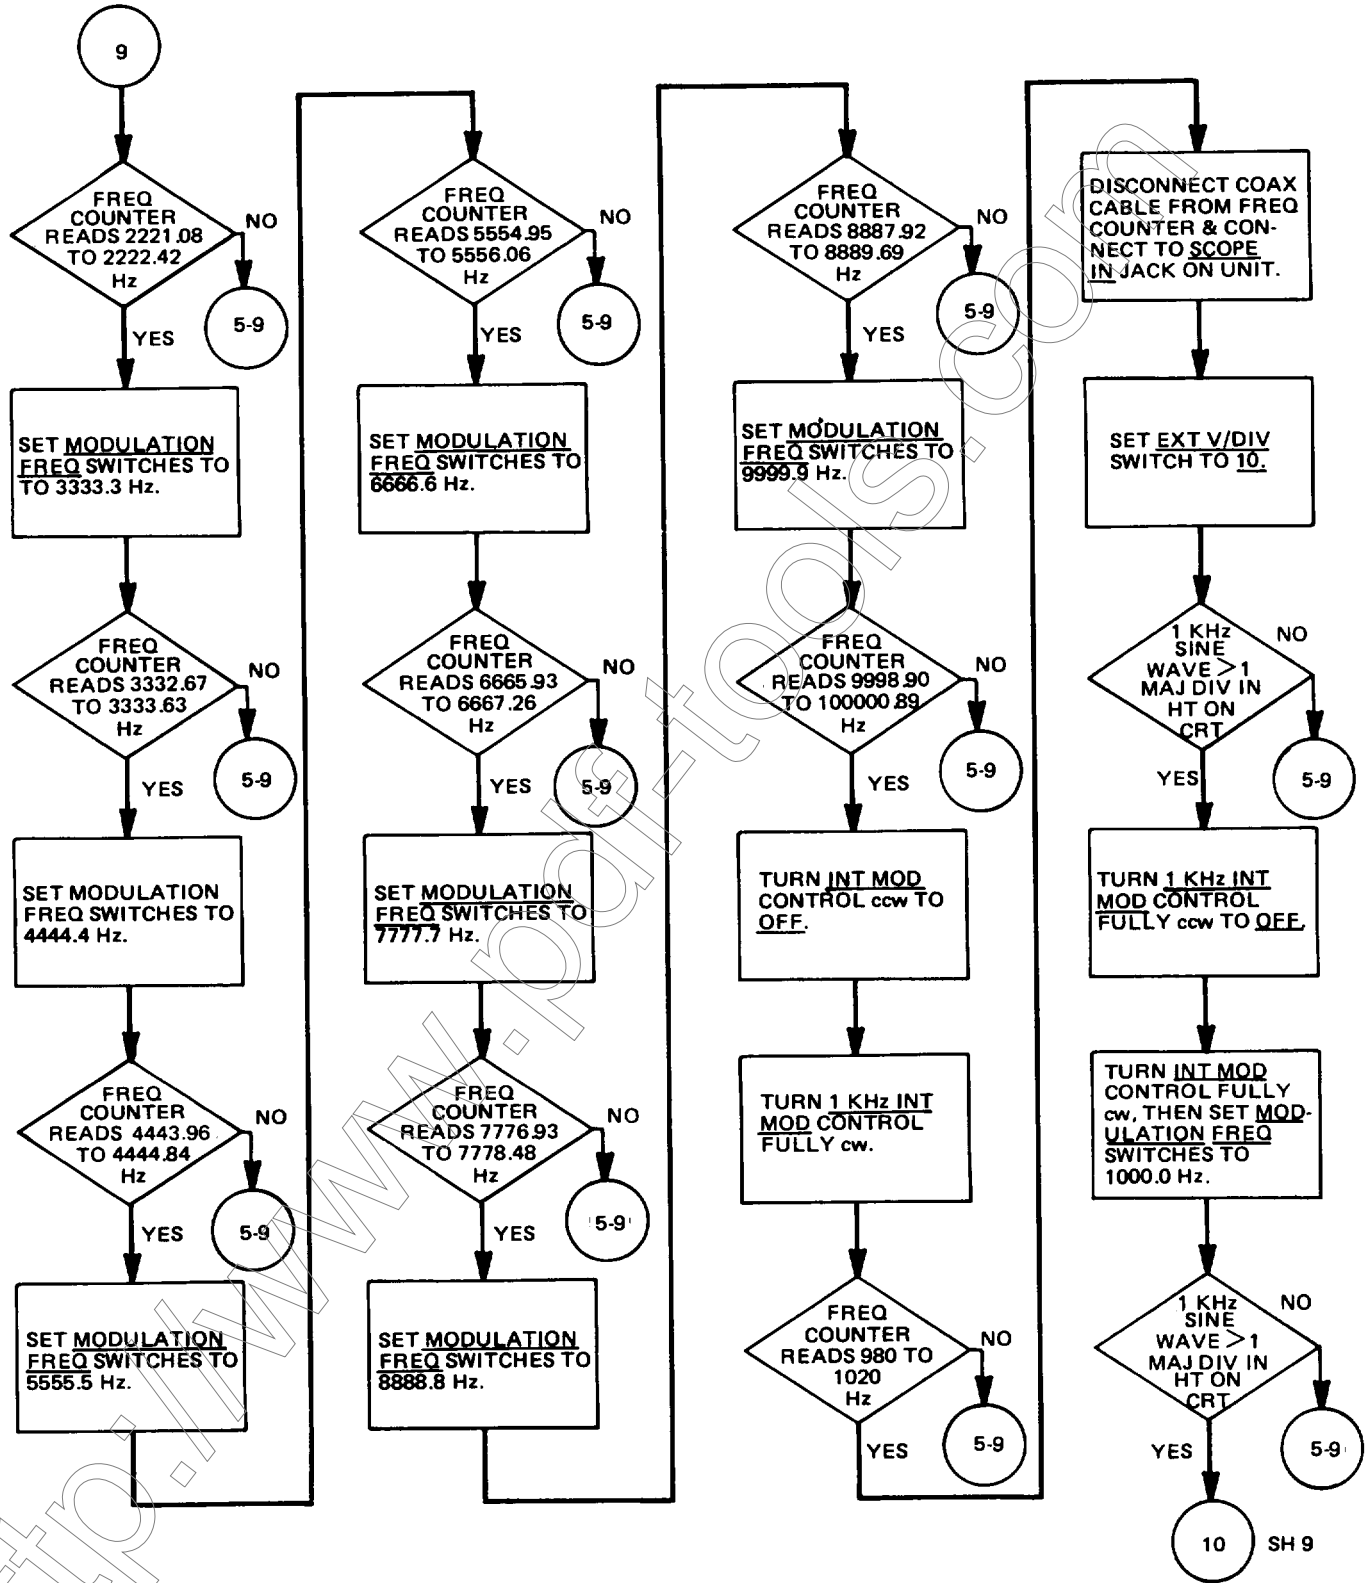 9
FREQ
COUNTER
READS 2221.08
TO 2222.42
Hz
NO
5-9
YES
SET MODULATION
FREQ SWITCHES TO
TO 3333.3 Hz.
FREQ
COUNTER
READS 3332.67
TO 3333.63
Hz
NO
5-9
YES
SET MODULATION
FREQ SWITCHES TO
4444.4 Hz.
FREQ
COUNTER
READS 4443.96
TO 4444.84
Hz
NO
5-9
YES
SET MODULATION
FREQ SWITCHES TO
5555.5 Hz.
FREQ
COUNTER
READS 5554.95
TO 5556.06
Hz
NO
5-9
YES
SET MODULATION
FREQ SWITCHES TO
6666.6 Hz.
FREQ
COUNTER
READS 6665.93
TO 6667.26
Hz
NO
5-9
YES
SET MODULATION
FREQ SWITCHES TO
7777.7 Hz.
FREQ
COUNTER
READS 7776.93
TO 7778.48
Hz
NO
5-9
YES
SET MODULATION
FREQ SWITCHES TO
8888.8 Hz.
FREQ
COUNTER
READS 8887.92
TO 8889.69
Hz
NO
5-9
YES
SET MODULATION
FREQ SWITCHES TO
9999.9 Hz.
FREQ
COUNTER
READS 9998.90
TO 100000.89
Hz
NO
5-9
YES
TURN INT MOD
CONTROL ccw TO
OFF.
TURN 1 KHz INT
MOD CONTROL
FULLY cw.
FREQ
COUNTER
READS 980 TO
1020
Hz
NO
5-9
YES
DISCONNECT COAX
CABLE FROM FREQ
COUNTER & CON-
NECT TO SCOPE
IN JACK ON UNIT.
SET EXT V/DIV
SWITCH TO 10.
1 KHz
SINE
WAVE > 1
MAJ DIV IN
HT ON
CRT
NO
5-9
YES
TURN 1 KHz INT
MOD CONTROL
FULLY ccw TO OFF.
TURN INT MOD
CONTROL FULLY
cw, THEN SET MOD-
ULATION FREQ
SWITCHES TO
1000.0 Hz.
1 KHz
SINE
WAVE > 1
MAJ DIV IN
HT ON
CRT
NO
5-9
YES
10
SH 9
ttp://www.pdf-tools.com